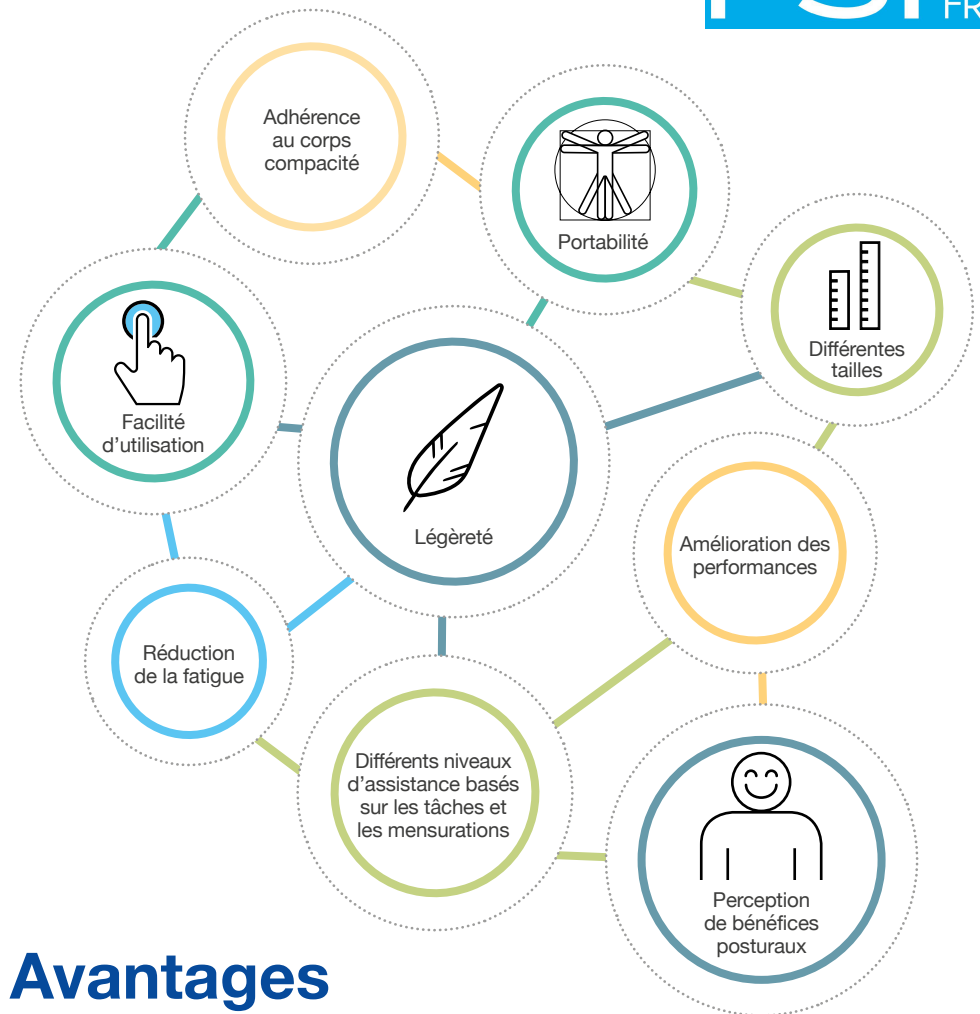 FR
Adhérence
au corps
compacité
Portabilité
Différentes
tailles
Facilité
d'utilisation
Légèreté
Amélioration des
performances
Réduction
de la fatigue
Différents niveaux
d'assistance basés
sur les tâches et
les mensurations
Perception
de bénéfices
posturaux
Avantages